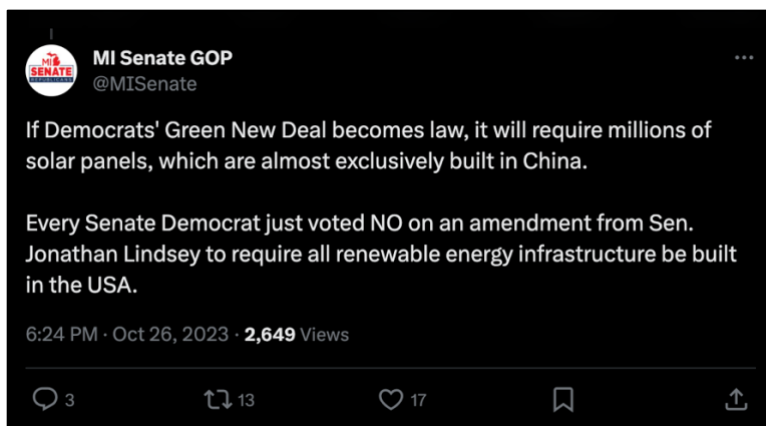 MI Senate GOP
MI
SENATE
REPUBLICANS
@MISenate
If Democrats' Green New Deal becomes law, it will require millions of
solar panels, which are almost exclusively built in China.
Every Senate Democrat just voted NO on an amendment from Sen.
Jonathan Lindsey to require all renewable energy infrastructure be built
in the USA.
6:24 PM · Oct 26, 2023 · 2,649 Views
3 13 17